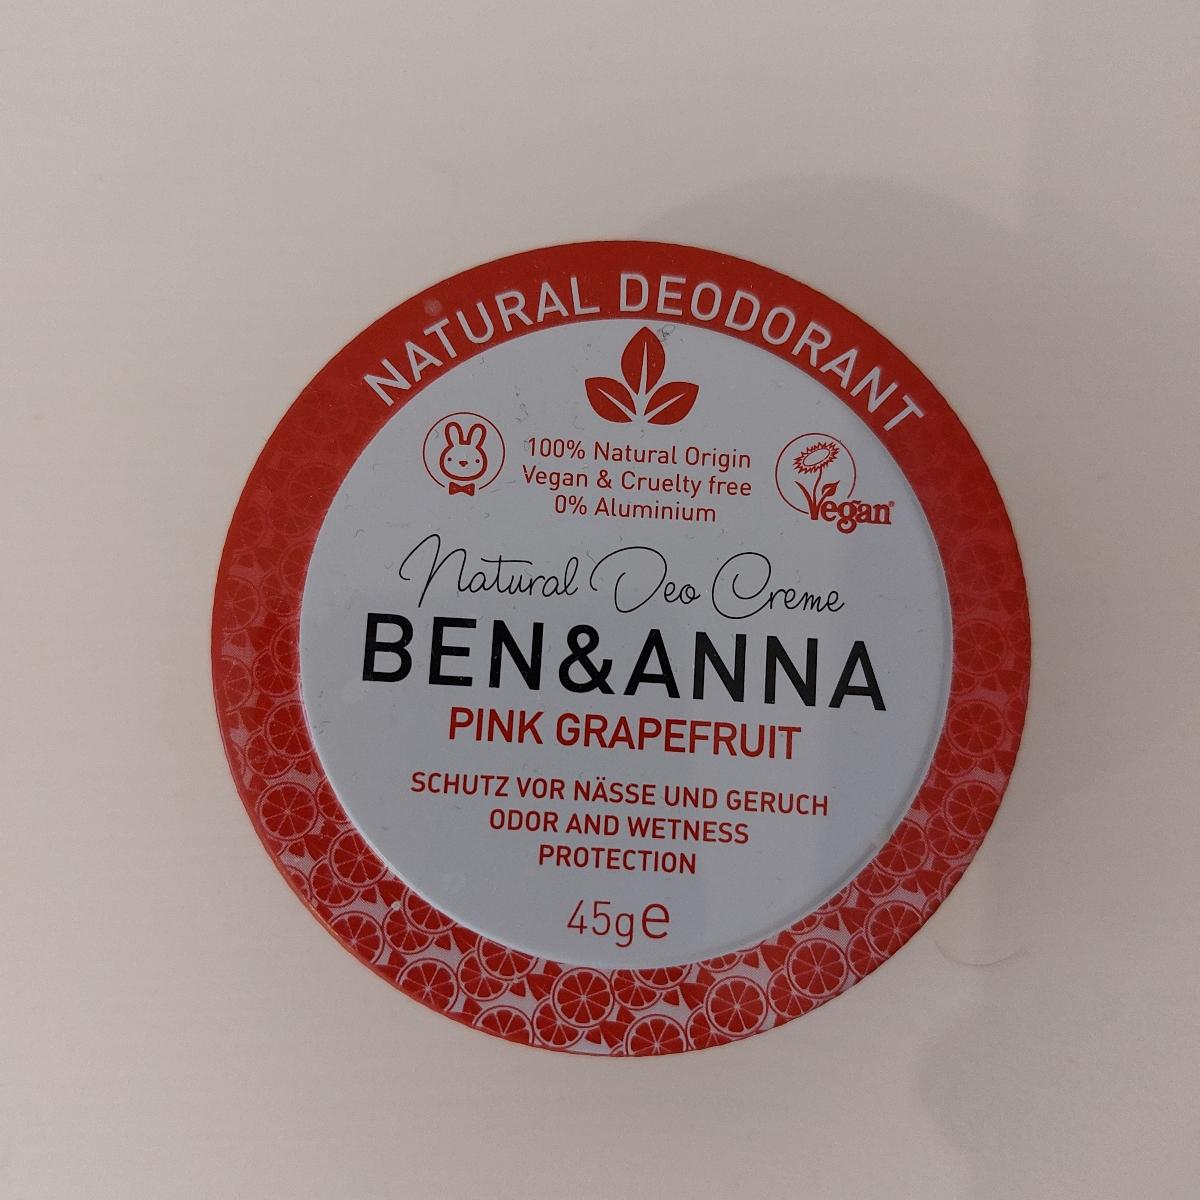 NATURAL DEODORANT
100% Natural Origin
Vegan & Cruelty free
0% Aluminium
Vegan®
Natural Deo Creme
BEN&ANNA
PINK GRAPEFRUIT
SCHUTZ VOR NÄSSE UND GERUCH
ODOR AND WETNESS
PROTECTION
45g℮